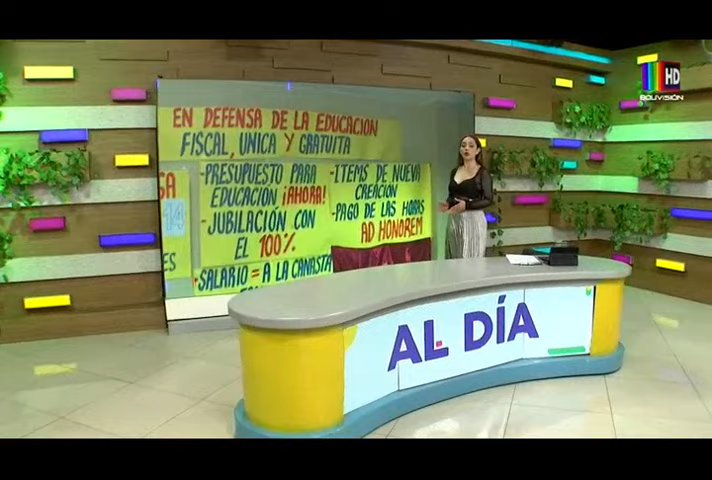 HD
BOLIVISIÓN
EN DEFENSA DE LA EDUCACION
FISCAL, UNICA Y GRATUITA
-PRESUPUESTO PARA
EDUCACIÓN ¡AHORA!
-JUBILACIÓN CON
EL 100%
-SALARIO = A LA CANASTA
-ITEMS DE NUEVA
CREACIÓN
-PAGO DE LAS HORAS
AD HONOREM
SA
14
ES
AL DÍA